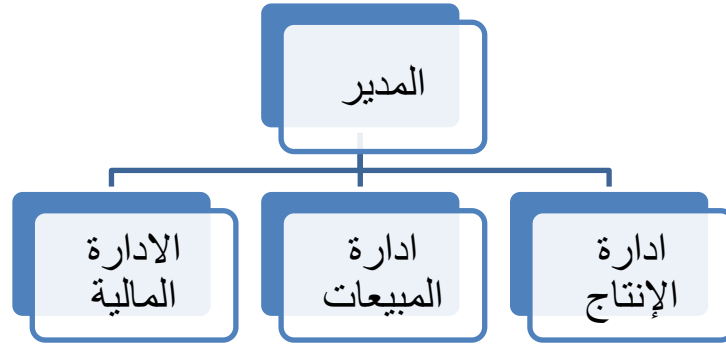 المدير
ادارة
الإنتاج
ادارة
المبيعات
الادارة
المالية